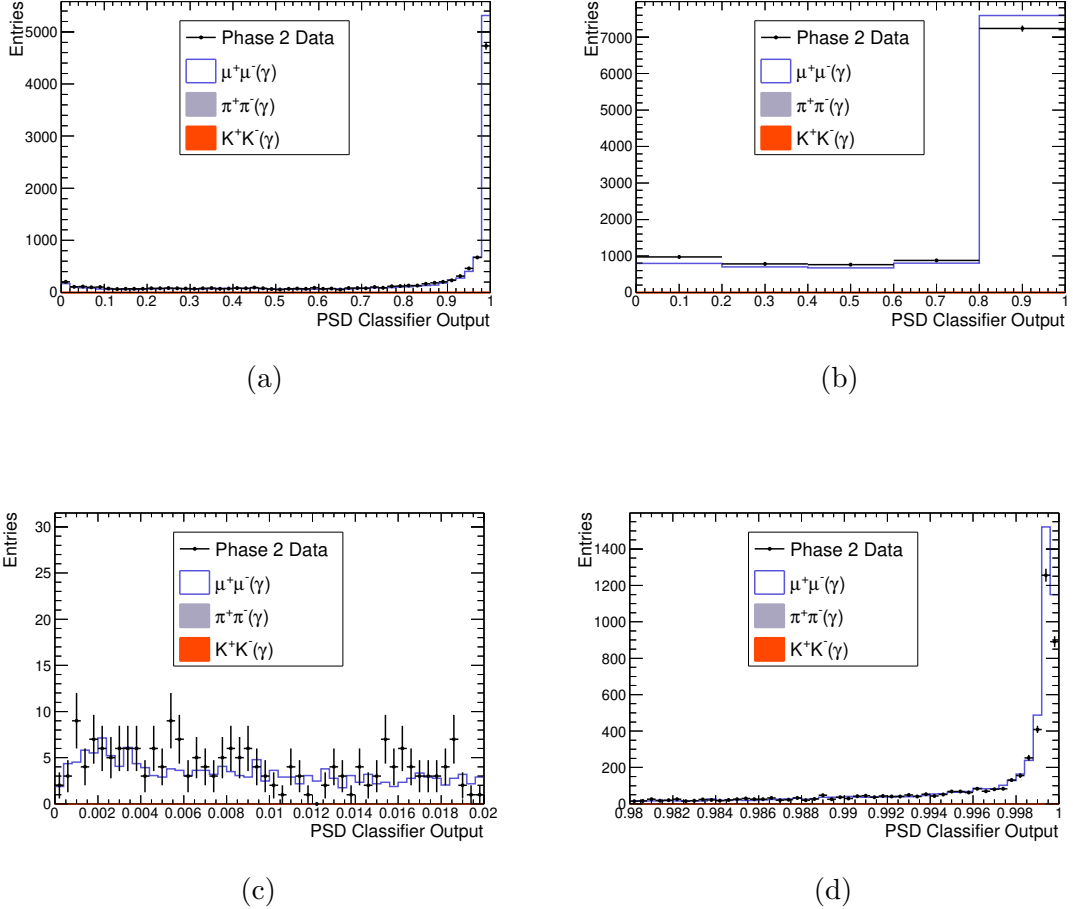 Entries
5000
4000
3000
2000
1000
0
Phase 2 Data
μ⁺μ⁻(γ)
π⁺π⁻(γ)
K⁺K⁻(γ)
0 0.1 0.2 0.3 0.4 0.5 0.6 0.7 0.8 0.9 1
PSD Classifier Output
(a)
Entries
7000
6000
5000
4000
3000
2000
1000
0
Phase 2 Data
μ⁺μ⁻(γ)
π⁺π⁻(γ)
K⁺K⁻(γ)
0 0.1 0.2 0.3 0.4 0.5 0.6 0.7 0.8 0.9 1
PSD Classifier Output
(b)
Entries
30
25
20
15
10
5
0
Phase 2 Data
μ⁺μ⁻(γ)
π⁺π⁻(γ)
K⁺K⁻(γ)
0 0.002 0.004 0.006 0.008 0.01 0.012 0.014 0.016 0.018 0.02
PSD Classifier Output
(c)
Entries
1400
1200
1000
800
600
400
200
0
Phase 2 Data
μ⁺μ⁻(γ)
π⁺π⁻(γ)
K⁺K⁻(γ)
0.98 0.982 0.984 0.986 0.988 0.99 0.992 0.994 0.996 0.998 1
PSD Classifier Output
(d)